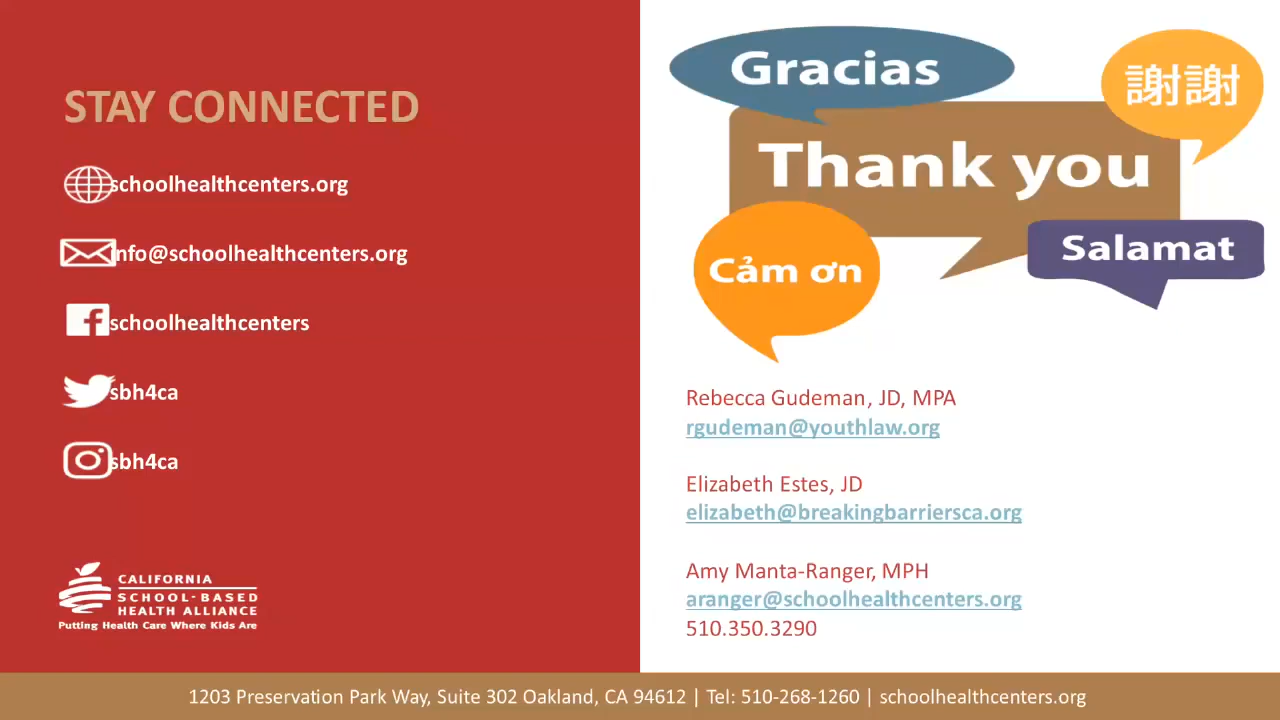 STAY CONNECTED
schoolhealthcenters.org
info@schoolhealthcenters.org
schoolhealthcenters
sbh4ca
sbh4ca
CALIFORNIA
SCHOOL-BASED
HEALTH ALLIANCE
Putting Health Care Where Kids Are
Gracias
謝謝
Thank you
Salamat
Cảm ơn
Rebecca Gudeman, JD, MPA
rgudeman@youthlaw.org
Elizabeth Estes, JD
elizabeth@breakingbarriersca.org
Amy Manta-Ranger, MPH
aranger@schoolhealthcenters.org
510.350.3290
1203 Preservation Park Way, Suite 302 Oakland, CA 94612 | Tel: 510-268-1260 | schoolhealthcenters.org